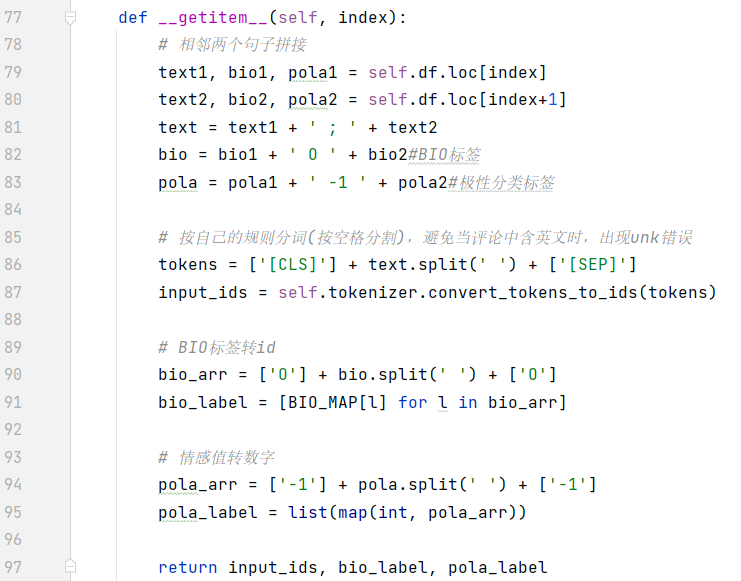 77 def __getitem__(self, index):
78 # 相邻两个句子拼接
79 text1, bio1, pola1 = self.df.loc[index]
80 text2, bio2, pola2 = self.df.loc[index+1]
81 text = text1 + ' ; ' + text2
82 bio = bio1 + ' O ' + bio2#BIO标签
83 pola = pola1 + ' -1 ' + pola2#极性分类标签
84
85 # 按自己的规则分词(按空格分割)，避免当评论中含英文时，出现unk错误
86 tokens = ['[CLS]'] + text.split(' ') + ['[SEP]']
87 input_ids = self.tokenizer.convert_tokens_to_ids(tokens)
88
89 # BIO标签转id
90 bio_arr = ['O'] + bio.split(' ') + ['O']
91 bio_label = [BIO_MAP[l] for l in bio_arr]
92
93 # 情感值转数字
94 pola_arr = ['-1'] + pola.split(' ') + ['-1']
95 pola_label = list(map(int, pola_arr))
96
97 return input_ids, bio_label, pola_label